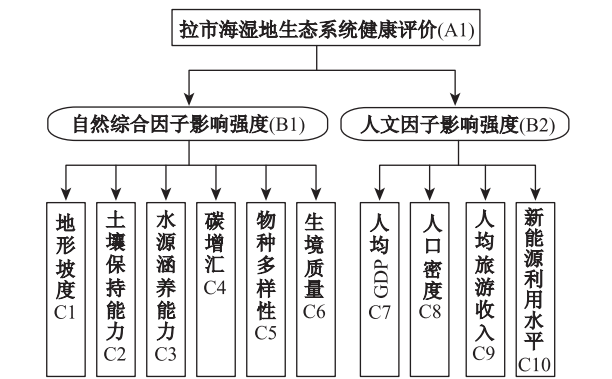 拉市海湿地生态系统健康评价(A1)
自然综合因子影响强度(B1)
人文因子影响强度(B2)
地形坡度C1
土壤保持能力C2
水源涵养能力C3
碳增汇C4
物种多样性C5
生境质量C6
人均GDP C7
人口密度C8
人均旅游收入C9
新能源利用水平C10